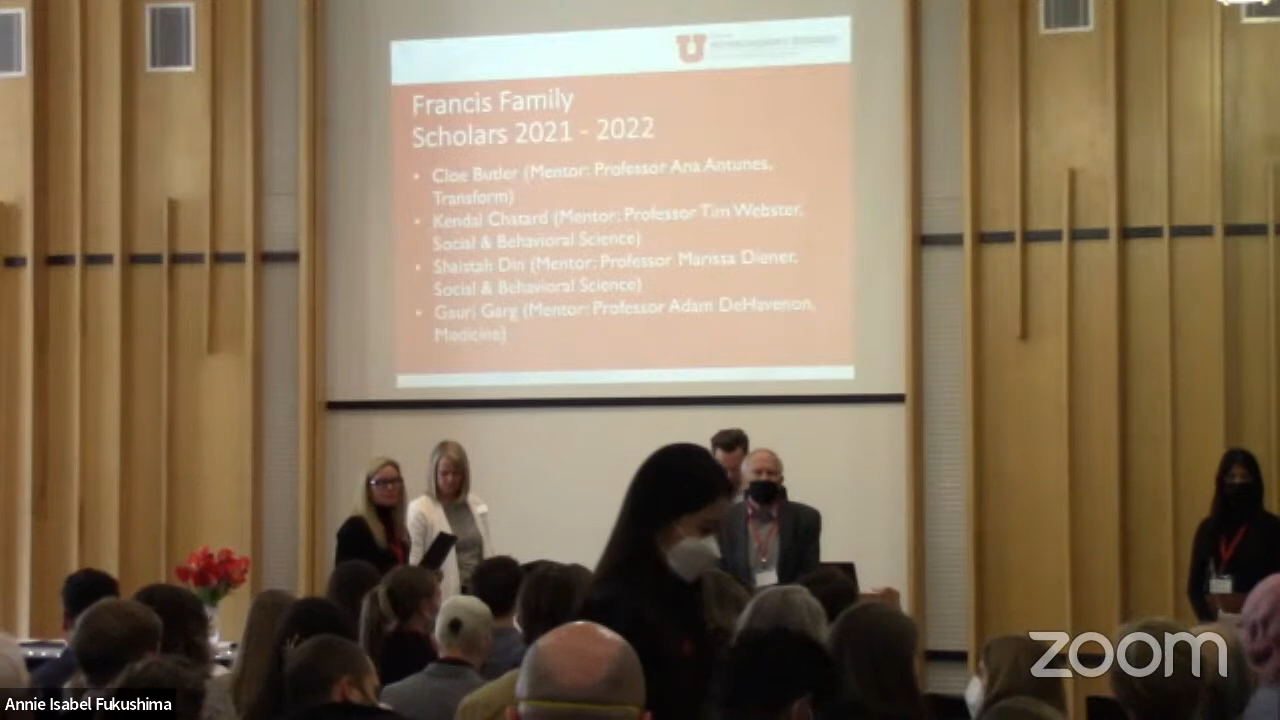 Francis Family
Scholars 2021 - 2022
• Cloe Butler (Mentor: Professor Ana Antunes,
Transform)
• Kendal Chatard (Mentor: Professor Tim Webster,
Social & Behavioral Science)
• Shaistah Din (Mentor: Professor Marissa Diener,
Social & Behavioral Science)
• Gauri Garg (Mentor: Professor Adam DeHavenon,
Medicine)
zoom
Annie Isabel Fukushima